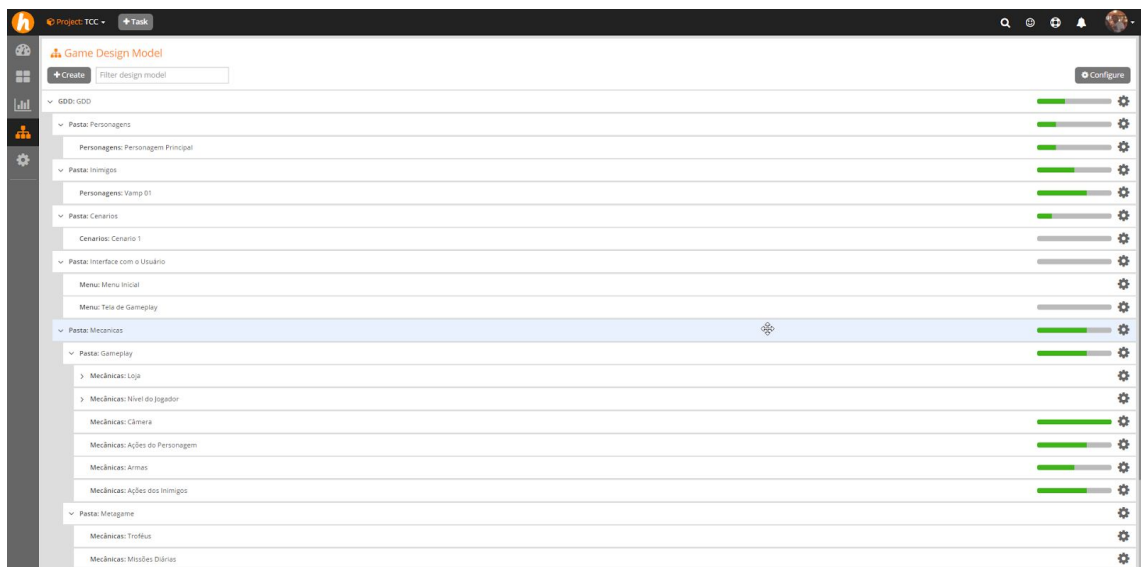 h Project: TCC + Task
Game Design Model
+ Create Filter design model Configure
GDD: GDD
Pasta: Personagens
Personagens: Personagem Principal
Pasta: Inimigos
Personagens: Vamp 01
Pasta: Cenarios
Cenarios: Cenario 1
Pasta: Interface com o Usuário
Menu: Menu Inicial
Menu: Tela de Gameplay
Pasta: Mecanicas
Pasta: Gameplay
Mecânicas: Loja
Mecânicas: Nível do Jogador
Mecânicas: Câmera
Mecânicas: Ações do Personagem
Mecânicas: Armas
Mecânicas: Ações dos Inimigos
Pasta: Metagame
Mecânicas: Troféus
Mecânicas: Missões Diárias